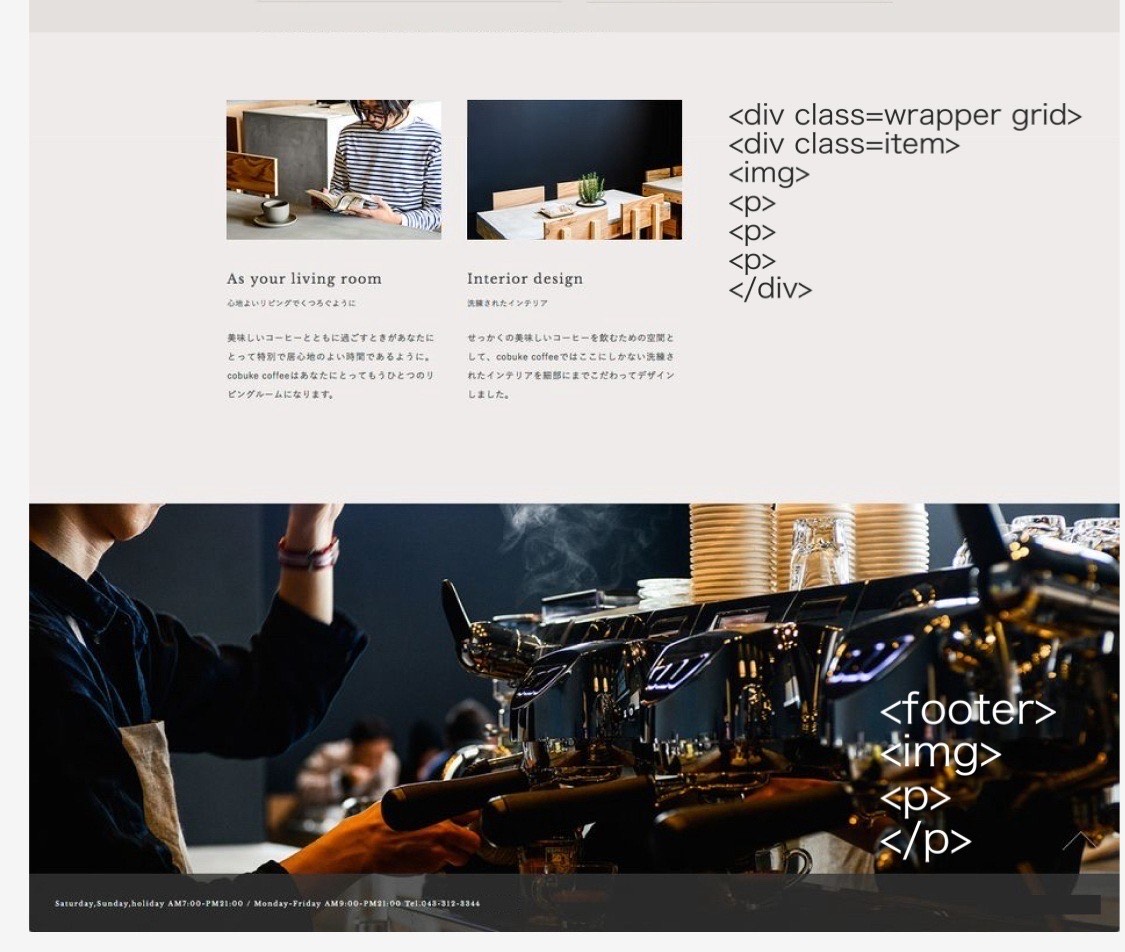 As your living room
心地よいリビングでくつろぐように
美味しいコーヒーとともに過ごすときがあなたに
とって特別で居心地のよい時間であるように。
cobuke coffeeはあなたにとってもうひとつのリ
ビングルームになります。
Interior design
洗練されたインテリア
せっかくの美味しいコーヒーを飲むための空間と
して、cobuke coffeeではここにしかない洗練さ
れたインテリアを細部にまでこだわってデザイン
しました。
<div class=wrapper grid>
<div class=item>
<img>
<p>
<p>
<p>
</div>
<footer>
<img>
<p>
</p>
Saturday,Sunday,holiday AM7:00-PM21:00 / Monday-Friday AM9:00-PM21:00 Tel.043-312-3344